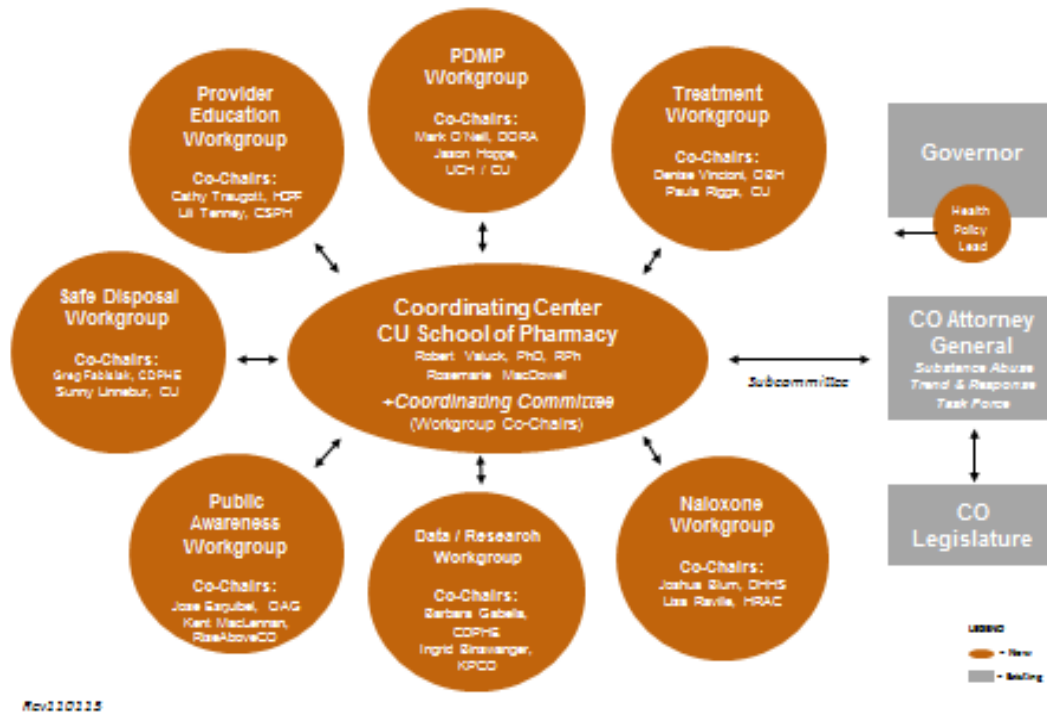 Provider
Education
Workgroup
Co-Chairs:
Cathy Traugott, HCPF
Lili Tenney, CSPH
PDMP
Workgroup
Co-Chairs:
Mark O'Neil, DORA
Jason Hoppe,
UCH / CU
Treatment
Workgroup
Co-Chairs:
Denise Vincioni, OBH
Paula Riggs, CU
Governor
Health
Policy
Lead
Safe Disposal
Workgroup
Co-Chairs:
Greg Fabisiak, CDPHE
Sunny Linnebur, CU
Coordinating Center
CU School of Pharmacy
Robert Valuck, PhD, RPh
Rosemarie MacDowell
+Coordinating Committee
(Workgroup Co-Chairs)
Subcommittee
CO Attorney
General
Substance Abuse
Trend & Response
Task Force
Public
Awareness
Workgroup
Co-Chairs:
Jose Esquibel, OAG
Kent MacLennan,
RiseAboveCO
Data / Research
Workgroup
Co-Chairs:
Barbara Gabella,
CDPHE
Ingrid Binswanger,
KPCO
Naloxone
Workgroup
Co-Chairs:
Joshua Blum, DHHS
Lisa Raville, HRAC
CO
Legislature
LEGEND
= New
= Existing
Rev110115